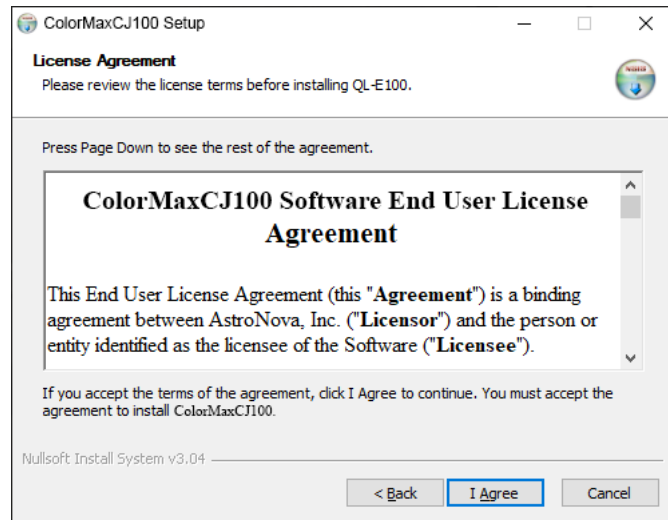 ColorMaxCJ100 Setup
License Agreement
Please review the license terms before installing QL-E100.
Press Page Down to see the rest of the agreement.
ColorMaxCJ100 Software End User License
Agreement
This End User License Agreement (this "Agreement") is a binding
agreement between AstroNova, Inc. ("Licensor") and the person or
entity identified as the licensee of the Software ("Licensee").
If you accept the terms of the agreement, click I Agree to continue. You must accept the
agreement to install ColorMaxCJ100.
Nullsoft Install System v3.04
< Back
I Agree
Cancel